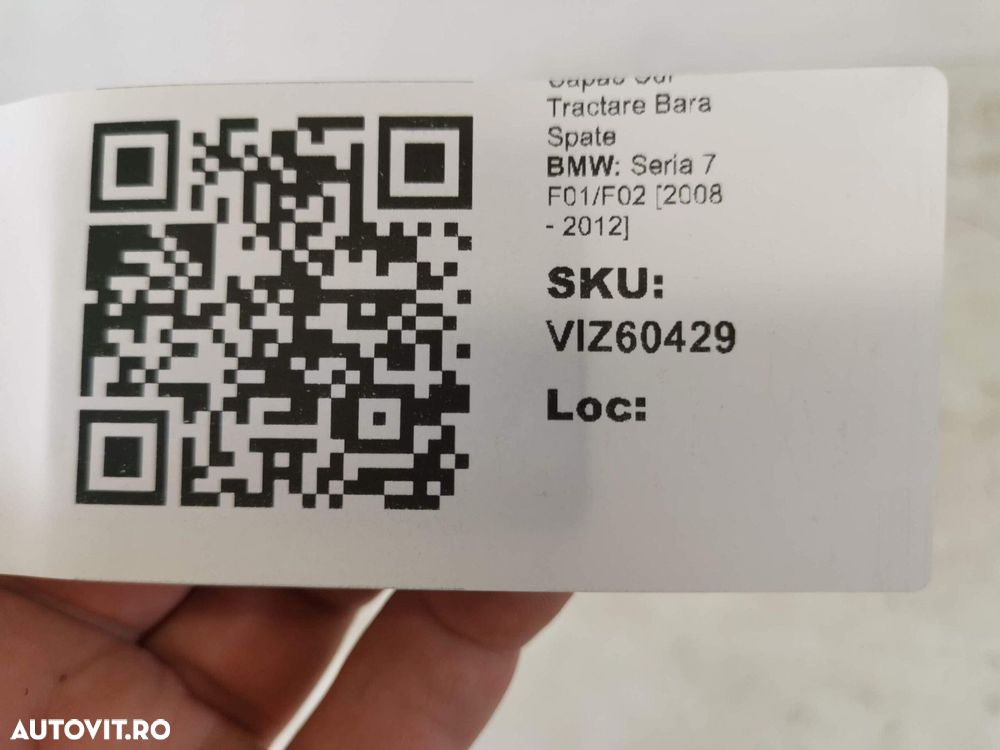 Tractare Bara
Spate
BMW: Seria 7
F01/F02 [2008
- 2012]
SKU:
VIZ60429
Loc:
AUTOVIT.RO